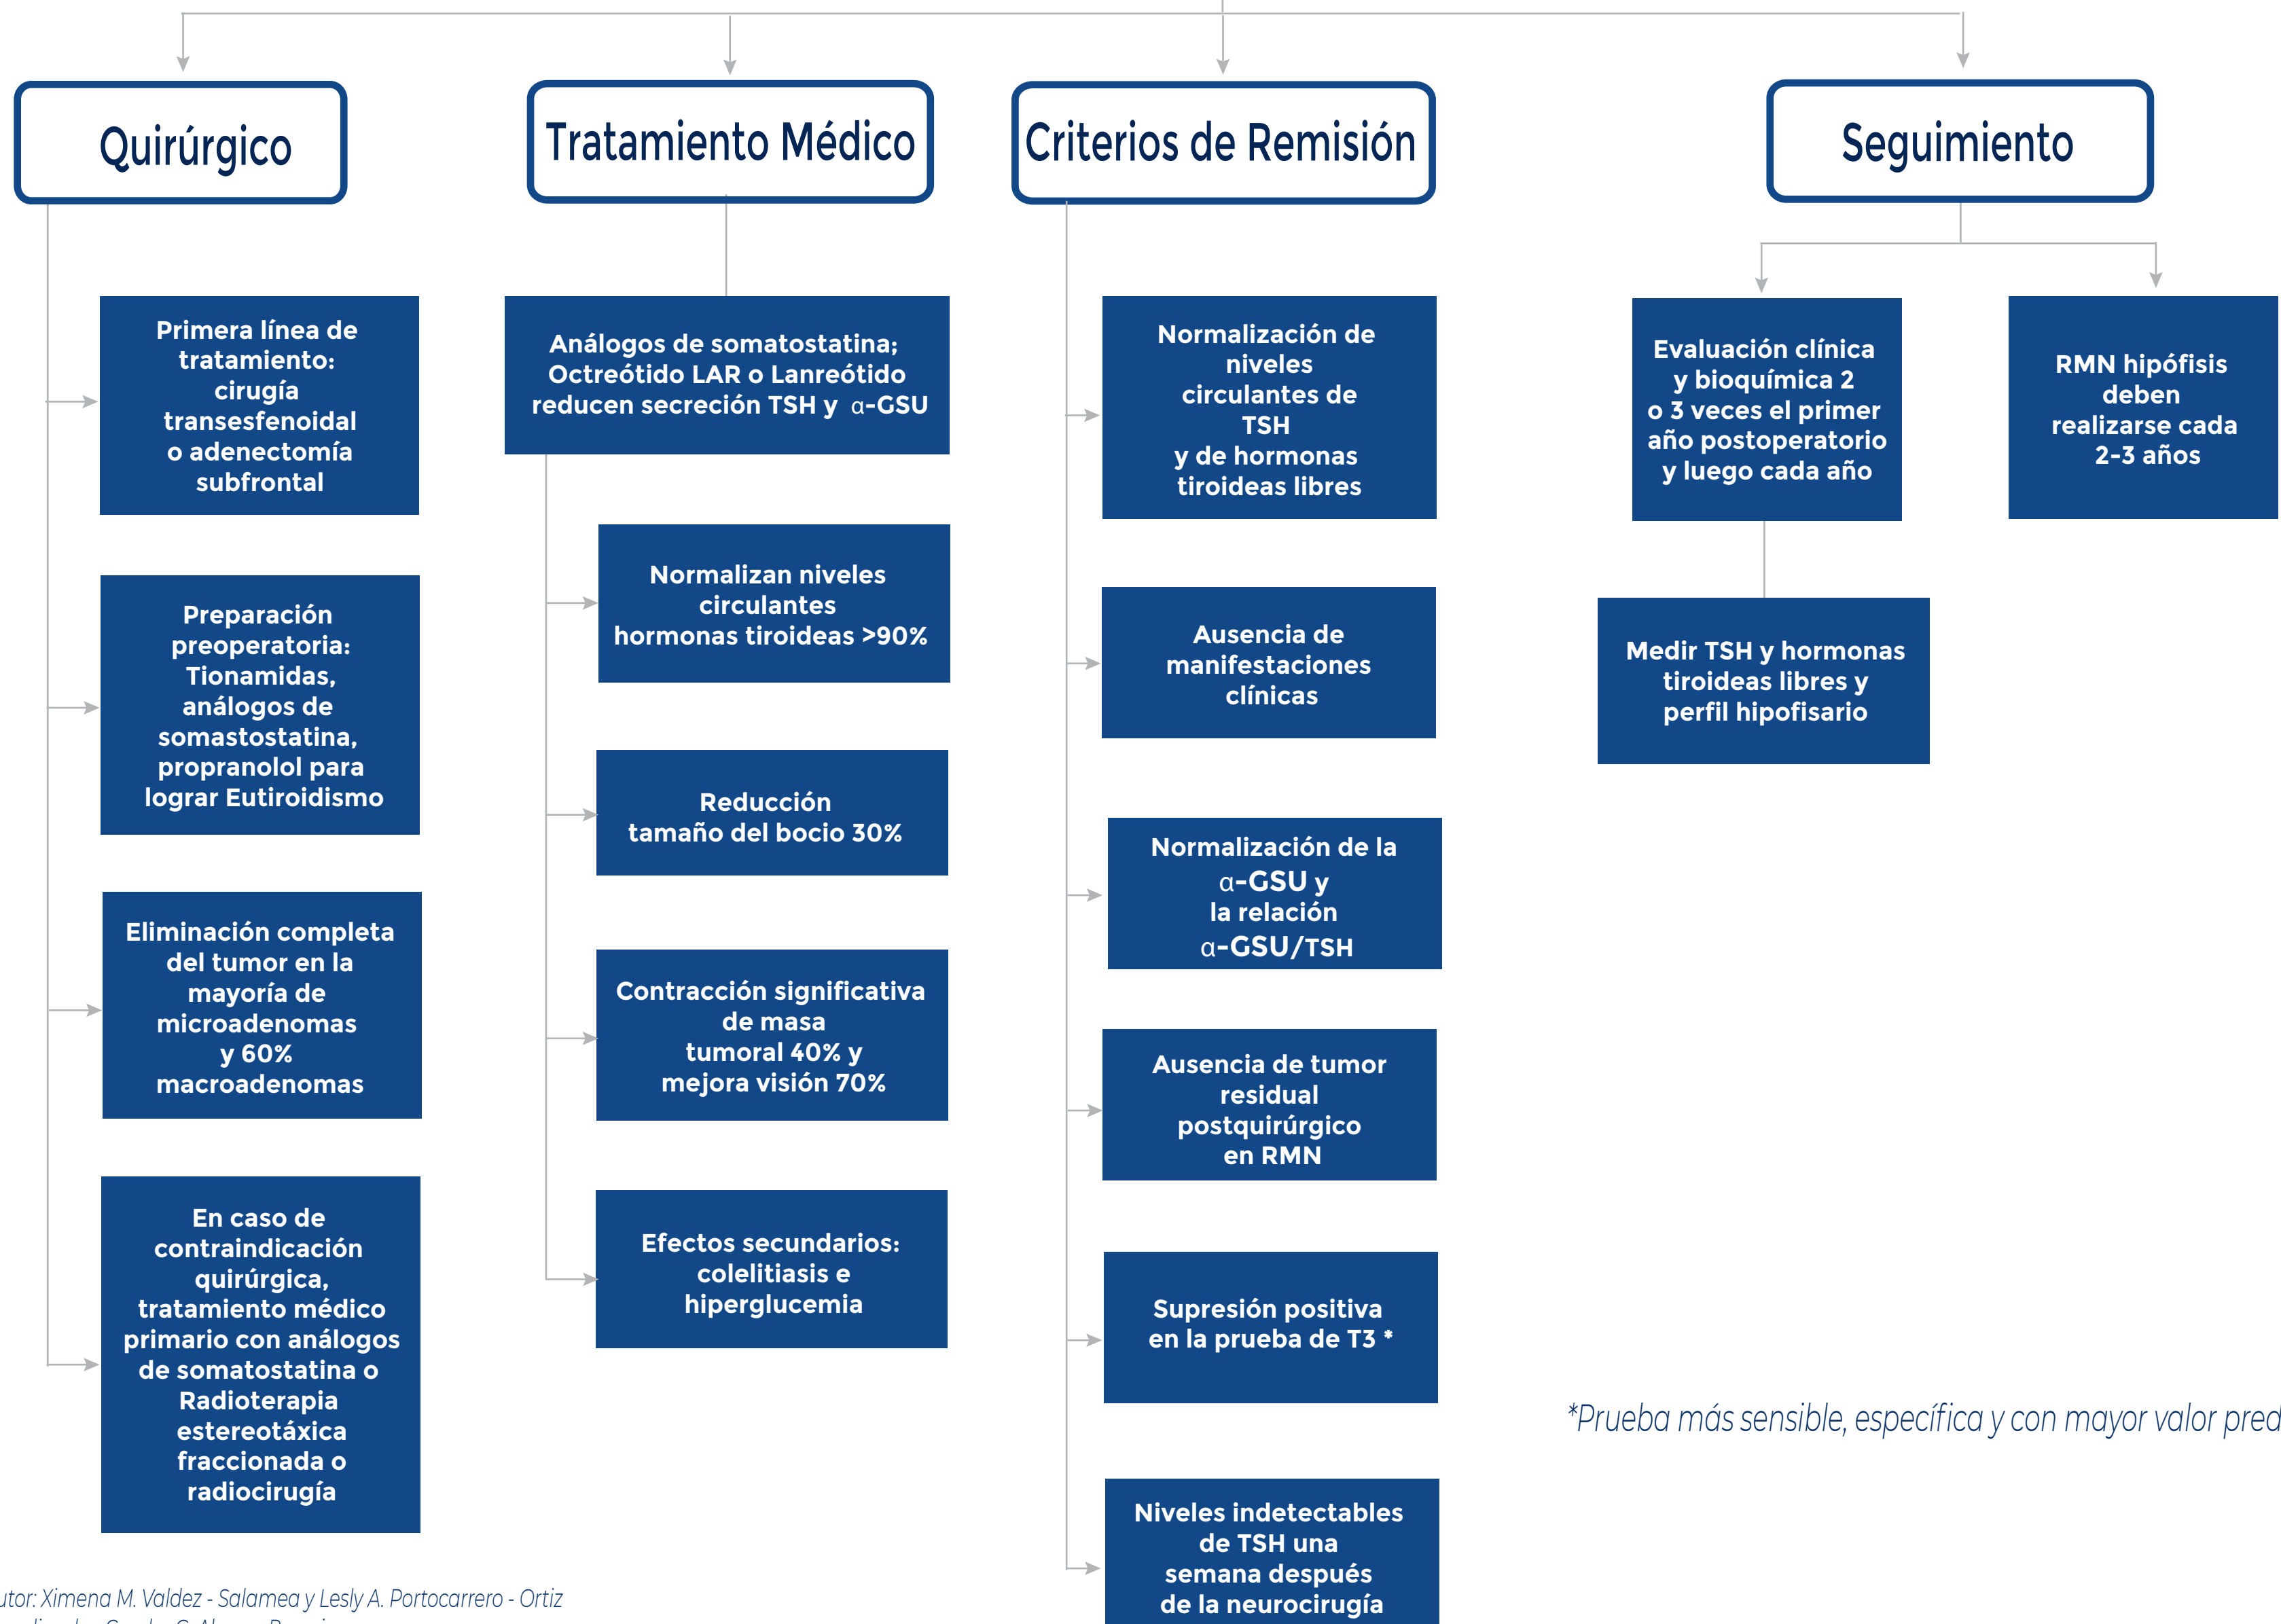 Quirúrgico
Primera línea de
tratamiento:
cirugía
transesfenoidal
o adenectomía
subfrontal
Preparación
preoperatoria:
Tionamidas,
análogos de
somastostatina,
propranolol para
lograr Eutiroidismo
Eliminación completa
del tumor en la
mayoría de
microadenomas
y 60%
macroadenomas
En caso de
contraindicación
quirúrgica,
tratamiento médico
primario con análogos
de somatostatina o
Radioterapia
estereotáxica
fraccionada o
radiocirugía
Tratamiento Médico
Análogos de somatostatina;
Octreótido LAR o Lanreótido
reducen secreción TSH y α-GSU
Normalizan niveles
circulantes
hormonas tiroideas >90%
Reducción
tamaño del bocio 30%
Contracción significativa
de masa
tumoral 40% y
mejora visión 70%
Efectos secundarios:
colelitiasis e
hiperglucemia
Criterios de Remisión
Normalización de
niveles
circulantes de
TSH
y de hormonas
tiroideas libres
Ausencia de
manifestaciones
clínicas
Normalización de la
α-GSU y
la relación
α-GSU/TSH
Ausencia de tumor
residual
postquirúrgico
en RMN
Supresión positiva
en la prueba de T3 *
Niveles indetectables
de TSH una
semana después
de la neurocirugía
Seguimiento
Evaluación clínica
y bioquímica 2
o 3 veces el primer
año postoperatorio
y luego cada año
Medir TSH y hormonas
tiroideas libres y
perfil hipofisario
RMN hipófisis
deben
realizarse cada
2-3 años
*Prueba más sensible, específica y con mayor valor pred
utor: Ximena M. Valdez - Salamea y Lesly A. Portocarrero - Ortiz